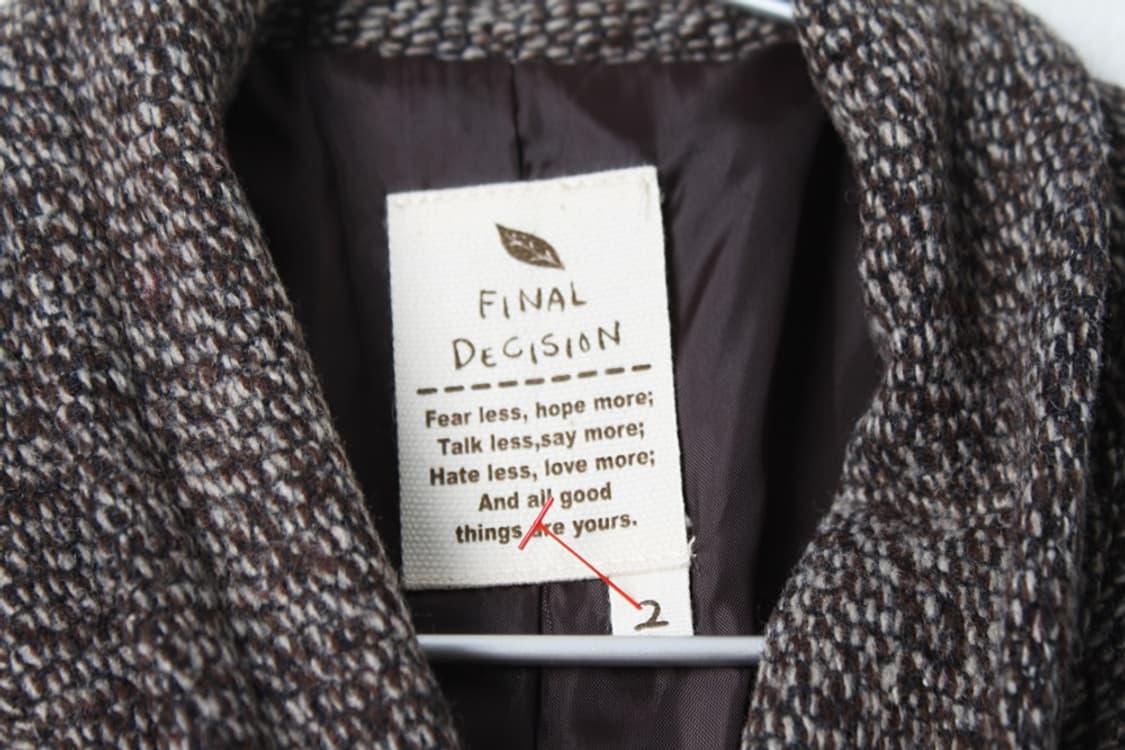 FINAL
DECISION
Fear less, hope more;
Talk less,say more;
Hate less, love more;
And all good
things are yours.
2